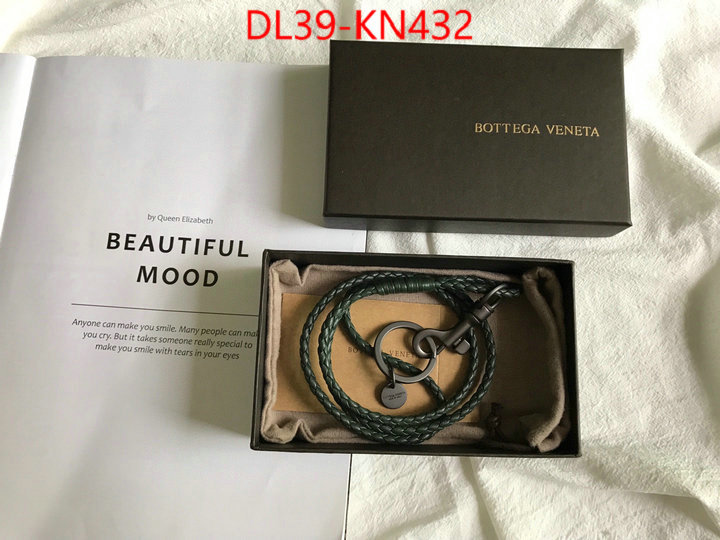 DL39-KN432
BOTTEGA VENETA
by Queen Elizabeth
BEAUTIFUL
MOOD
Anyone can make you smile. Many people can mak
you cry. But it takes someone really special to
make you smile with tears in your eyes
BOTTEGA VENETA